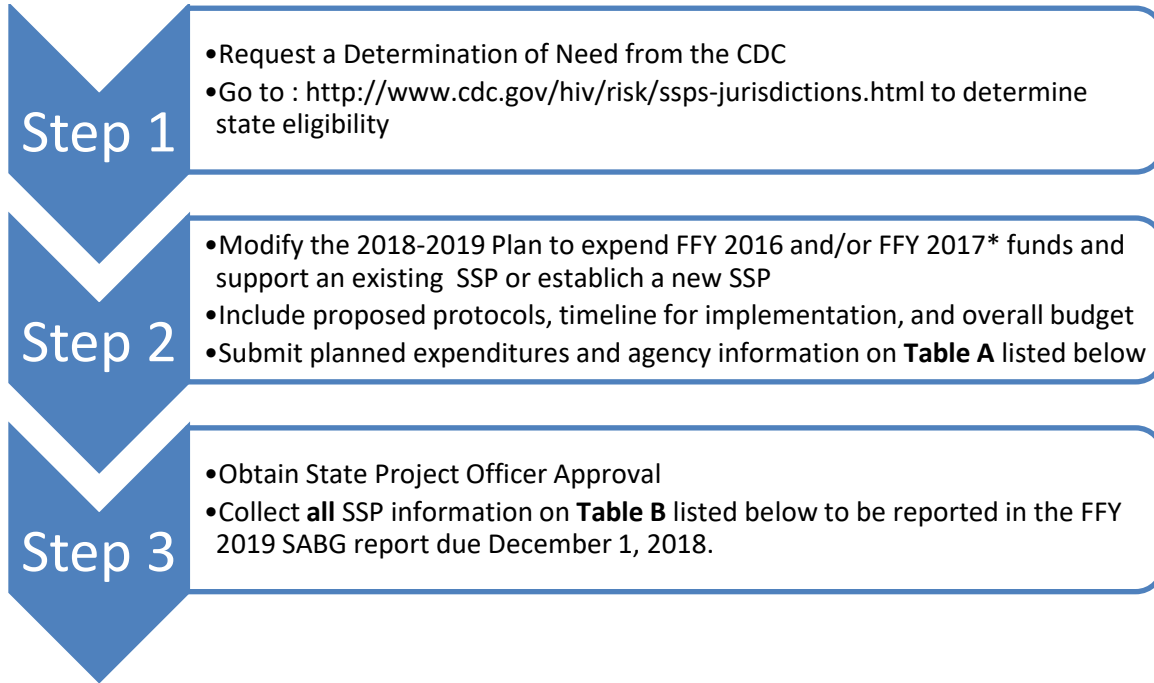 Step 1
•Request a Determination of Need from the CDC
•Go to : http://www.cdc.gov/hiv/risk/ssps-jurisdictions.html to determine
state eligibility
Step 2
•Modify the 2018-2019 Plan to expend FFY 2016 and/or FFY 2017* funds and
support an existing SSP or establich a new SSP
•Include proposed protocols, timeline for implementation, and overall budget
•Submit planned expenditures and agency information on Table A listed below
Step 3
•Obtain State Project Officer Approval
•Collect all SSP information on Table B listed below to be reported in the FFY
2019 SABG report due December 1, 2018.